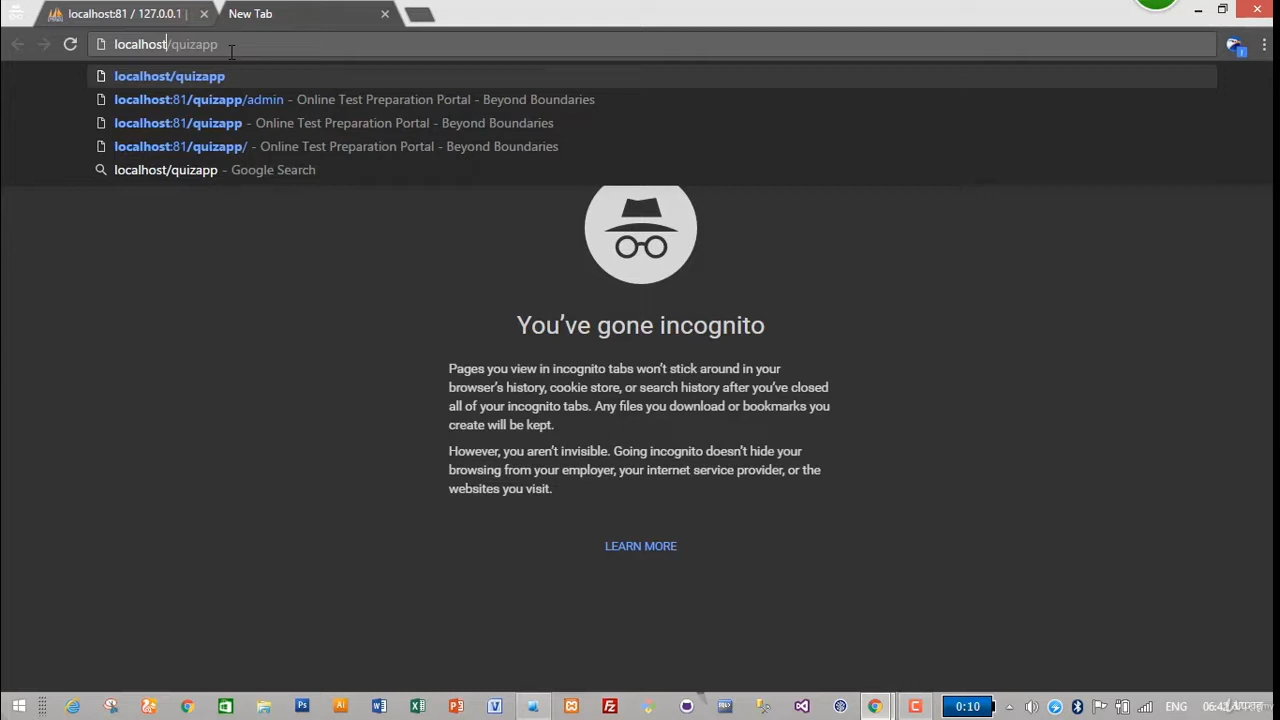 localhost:81 / 127.0.0.1 |
New Tab
localhost/quizapp
localhost/quizapp
localhost:81/quizapp/admin - Online Test Preparation Portal - Beyond Boundaries
localhost:81/quizapp - Online Test Preparation Portal - Beyond Boundaries
localhost:81/quizapp/ - Online Test Preparation Portal - Beyond Boundaries
localhost/quizapp - Google Search
You've gone incognito
Pages you view in incognito tabs won't stick around in your
browser's history, cookie store, or search history after you've closed
all of your incognito tabs. Any files you download or bookmarks you
create will be kept.
However, you aren't invisible. Going incognito doesn't hide your
browsing from your employer, your internet service provider, or the
websites you visit.
LEARN MORE
0:10
ENG